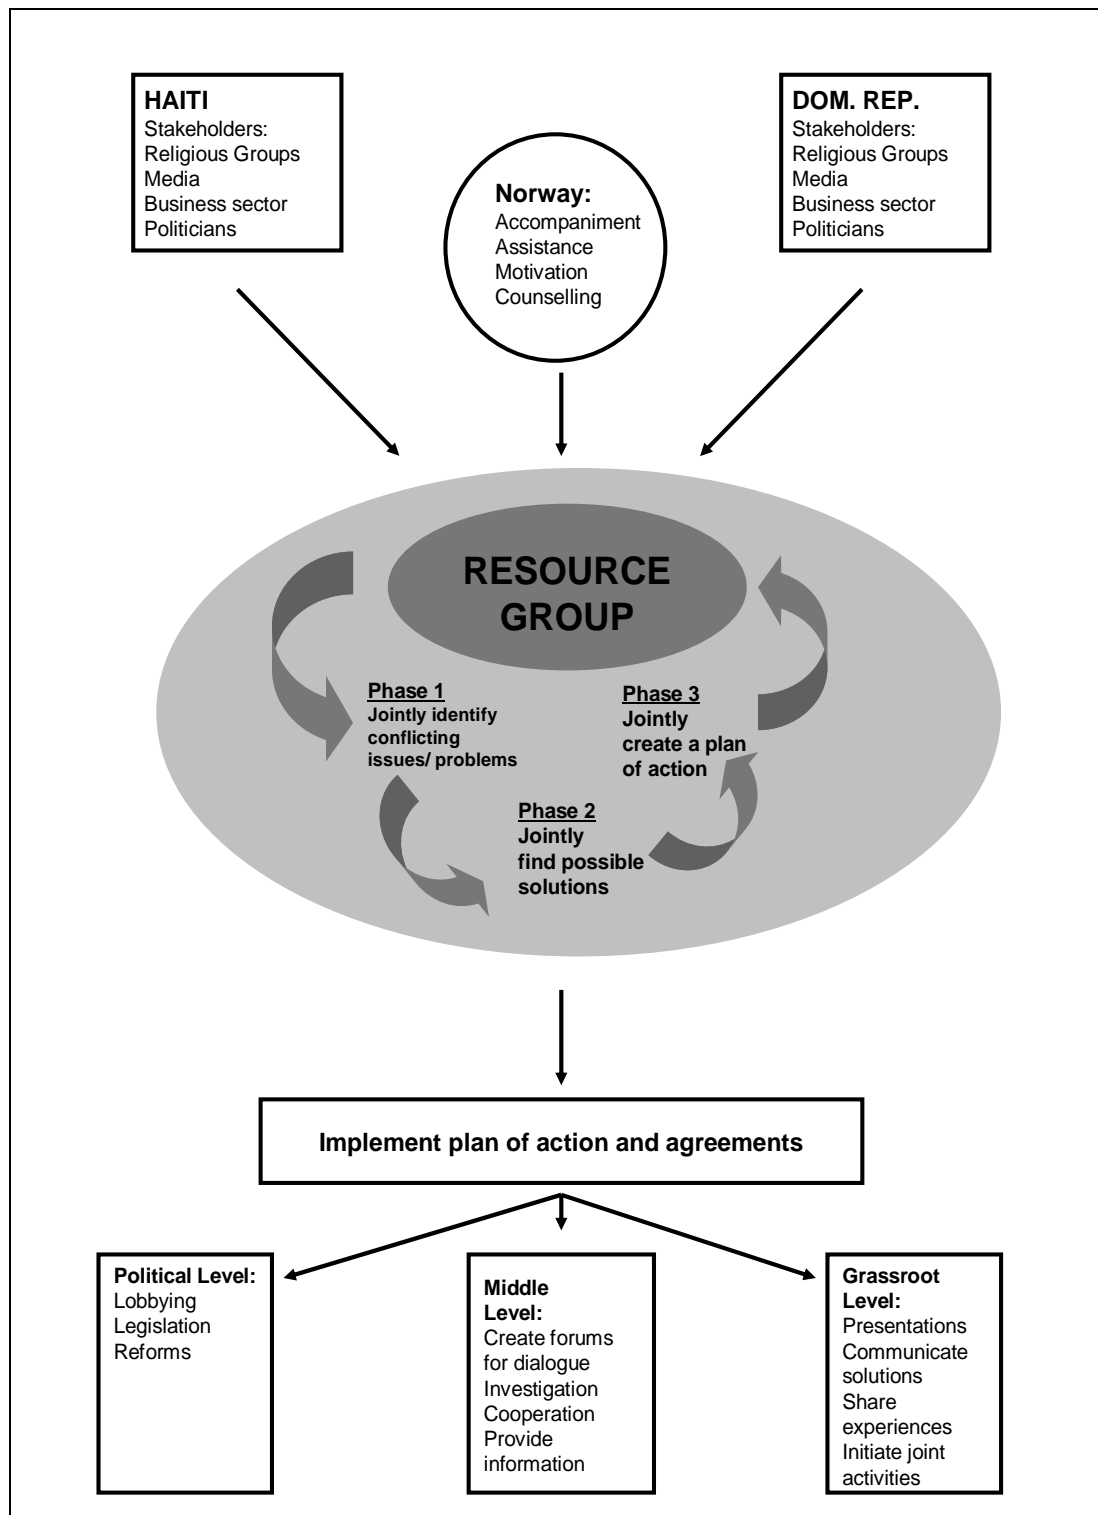 HAITI
Stakeholders:
Religious Groups
Media
Business sector
Politicians
Norway:
Accompaniment
Assistance
Motivation
Counselling
DOM. REP.
Stakeholders:
Religious Groups
Media
Business sector
Politicians
RESOURCE
GROUP
Phase 1
Jointly identify
conflicting
issues/ problems
Phase 2
Jointly
find possible
solutions
Phase 3
Jointly
create a plan
of action
Implement plan of action and agreements
Political Level:
Lobbying
Legislation
Reforms
Middle
Level:
Create forums
for dialogue
Investigation
Cooperation
Provide
information
Grassroot
Level:
Presentations
Communicate
solutions
Share
experiences
Initiate joint
activities